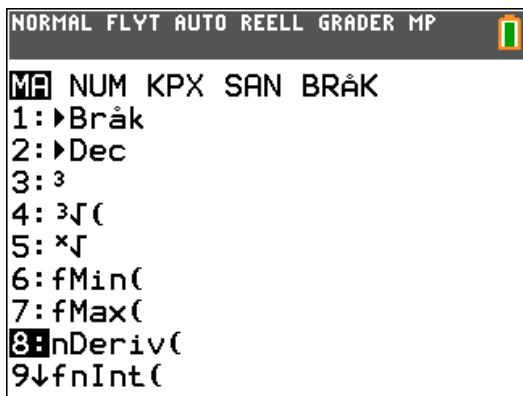 NORMAL FLYT AUTO REELL GRADER MP
MA NUM KPX SAN BRÅK
1:▶Bråk
2:▶Dec
3:³
4:³√(
5:ˣ√
6:fMin(
7:fMax(
8:nDeriv(
9↓fnInt(